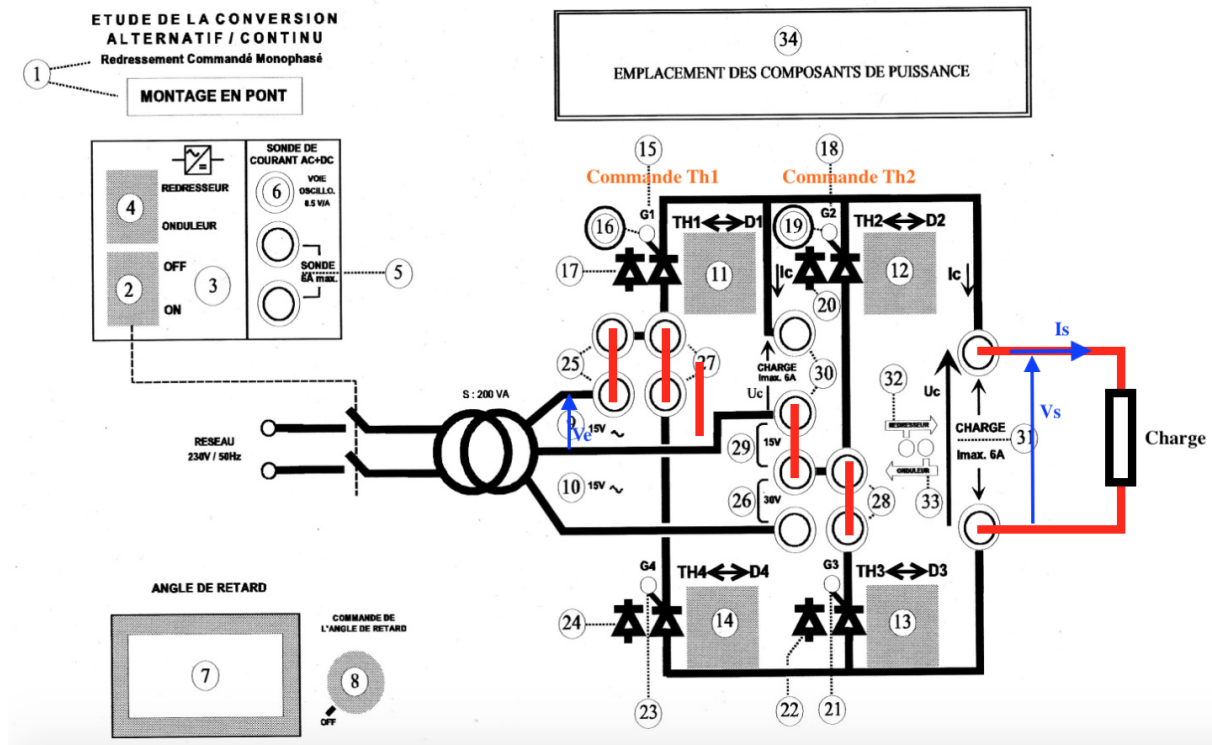 ETUDE DE LA CONVERSION
ALTERNATIF / CONTINU
Redressement Commandé Monophasé
1
MONTAGE EN PONT
34
EMPLACEMENT DES COMPOSANTS DE PUISSANCE
4
REDRESSEUR
ONDULEUR
2
OFF
3
ON
SONDE DE
COURANT AC+DC
6
VOIE
OSCILLO.
0.5 V/A
SONDE
6A max.
5
15
18
Commande Th1
Commande Th2
16
G1
TH1 D1
19
G2
TH2 D2
17
11
Ic
20
12
Ic
25
27
CHARGE
Imax. 6A
Uc
30
S : 200 VA
9
15V ~
Ve
RESEAU
230V / 50Hz
10
15V ~
29
15V
26
30V
28
32
REDRESSEUR
ONDULEUR
33
Uc
CHARGE
31
Imax. 6A
Is
Vs
Charge
G4
TH4 D4
G3
TH3 D3
24
14
13
23
22
21
ANGLE DE RETARD
7
COMMANDE DE
L'ANGLE DE RETARD
8
OFF